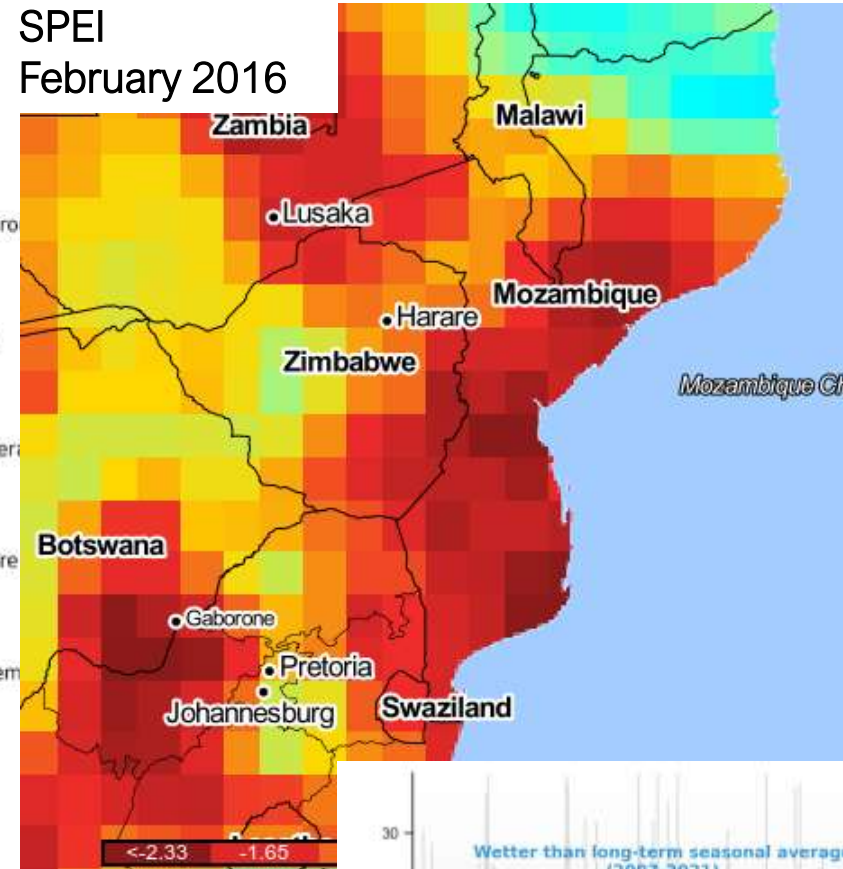 SPEI
February 2016
Zambia
Malawi
Lusaka
Mozambique
Harare
Zimbabwe
Mozambique Ch
Botswana
Gaborone
Pretoria
Johannesburg
Swaziland
<-2.33 -1.65
30
Wetter than long-term seasonal average